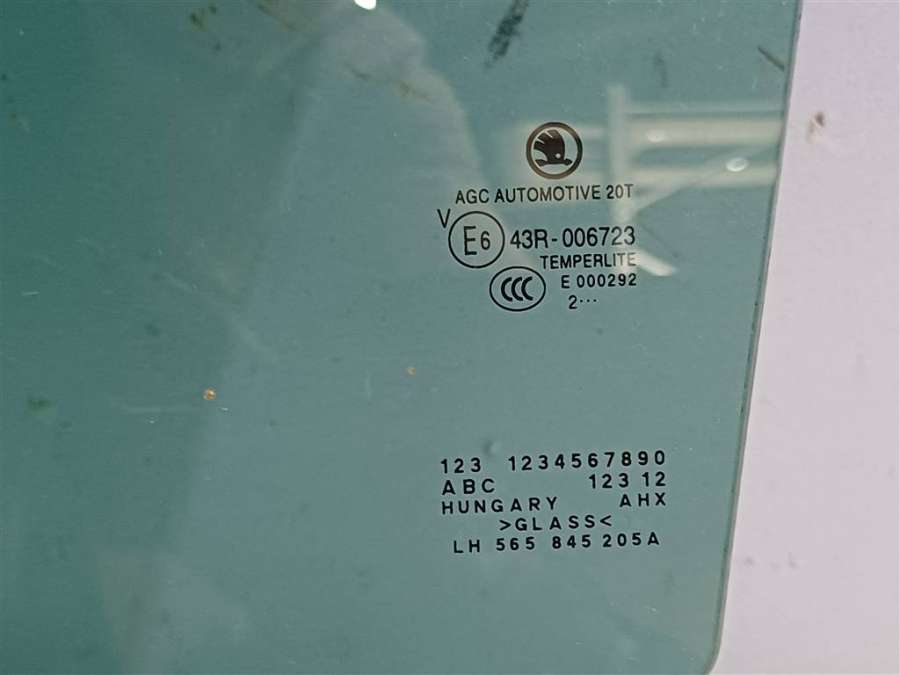 AGC AUTOMOTIVE 20T
V E6 43R-006723
TEMPERLITE
CCC E 000292
2...
123 1234567890
ABC 123 12
HUNGARY AHX
>GLASS<
LH 565 845 205A